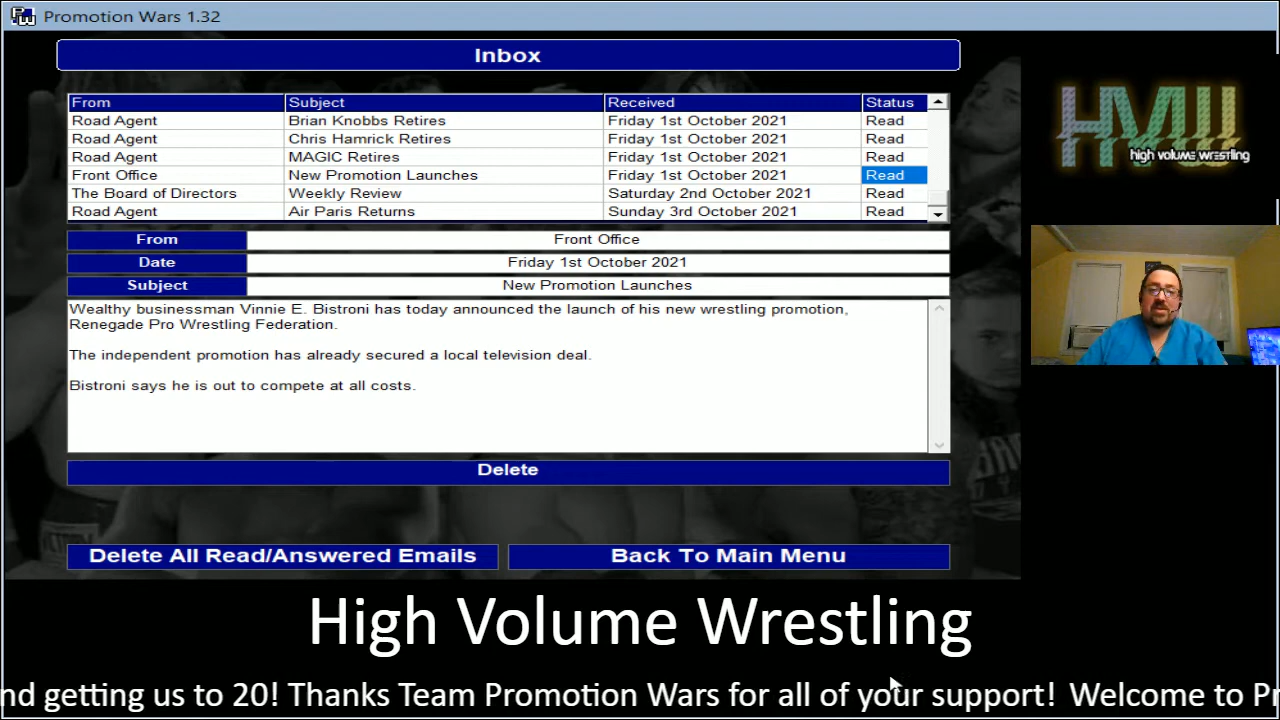 Promotion Wars 1.32
Inbox
From Subject Received Status
Road Agent Brian Knobbs Retires Friday 1st October 2021 Read
Road Agent Chris Hamrick Retires Friday 1st October 2021 Read
Road Agent MAGIC Retires Friday 1st October 2021 Read
Front Office New Promotion Launches Friday 1st October 2021 Read
The Board of Directors Weekly Review Saturday 2nd October 2021 Read
Road Agent Air Paris Returns Sunday 3rd October 2021 Read
From Front Office
Date Friday 1st October 2021
Subject New Promotion Launches
Wealthy businessman Vinnie E. Bistroni has today announced the launch of his new wrestling promotion,
Renegade Pro Wrestling Federation.
The independent promotion has already secured a local television deal.
Bistroni says he is out to compete at all costs.
Delete
Delete All Read/Answered Emails Back To Main Menu
HVW
high volume wrestling
High Volume Wrestling
nd getting us to 20! Thanks Team Promotion Wars for all of your support! Welcome to Pr